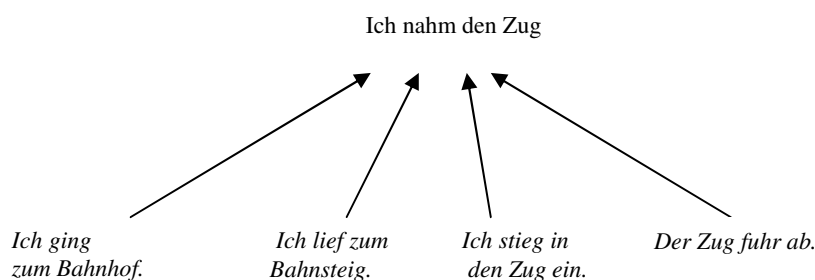 Ich nahm den Zug
Ich ging
zum Bahnhof.
Ich lief zum
Bahnsteig.
Ich stieg in
den Zug ein.
Der Zug fuhr ab.